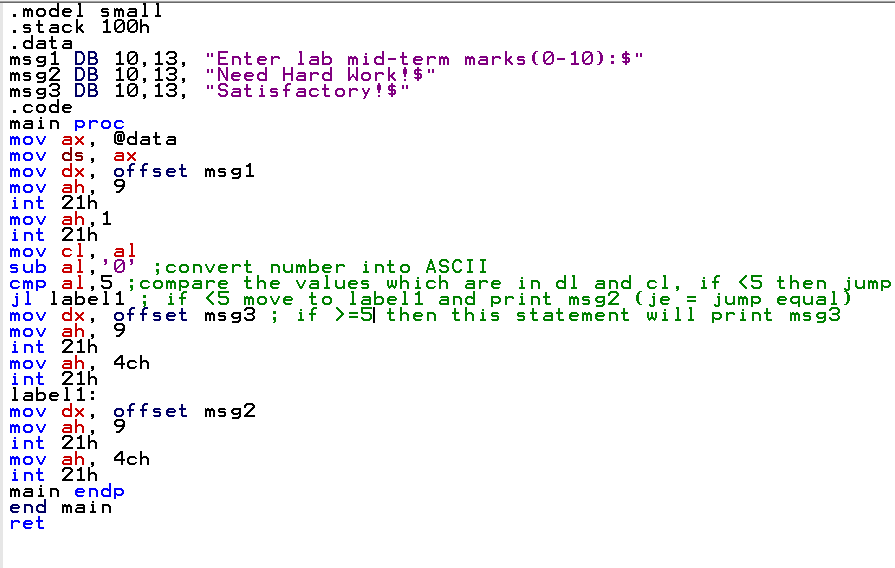 .model small
.stack 100h
.data
msg1 DB 10,13, "Enter lab mid-term marks(0-10):$"
msg2 DB 10,13, "Need Hard Work!$"
msg3 DB 10,13, "Satisfactory!$"
.code
main proc
mov ax, @data
mov ds, ax
mov dx, offset msg1
mov ah, 9
int 21h
mov ah,1
int 21h
mov cl, al
sub al,'0' ;convert number into ASCII
cmp al,5 ;compare the values which are in dl and cl, if <5 then jump
jl label1 ; if <5 move to label1 and print msg2 (je = jump equal)
mov dx, offset msg3 ; if >=5 then this statement will print msg3
mov ah, 9
int 21h
mov ah, 4ch
int 21h
label1:
mov dx, offset msg2
mov ah, 9
int 21h
mov ah, 4ch
int 21h
main endp
end main
ret